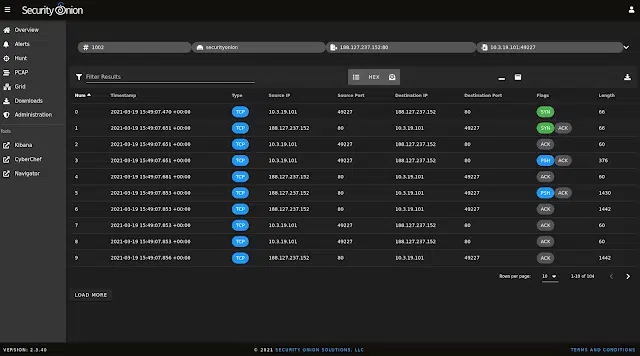 Security Onion
Overview
Alerts
Hunt
PCAP
Grid
Downloads
Administration
Tools
Kibana
CyberChef
Navigator
1002 securityonion 188.127.237.152:80 10.3.19.101:49227
Filter Results HEX
Num Timestamp Type Source IP Source Port Destination IP Destination Port Flags Length
0 2021-03-19 15:49:07.470 +00:00 TCP 10.3.19.101 49227 188.127.237.152 80 SYN 66
1 2021-03-19 15:49:07.651 +00:00 TCP 188.127.237.152 80 10.3.19.101 49227 SYN ACK 66
2 2021-03-19 15:49:07.651 +00:00 TCP 10.3.19.101 49227 188.127.237.152 80 ACK 60
3 2021-03-19 15:49:07.651 +00:00 TCP 10.3.19.101 49227 188.127.237.152 80 PSH ACK 376
4 2021-03-19 15:49:07.681 +00:00 TCP 188.127.237.152 80 10.3.19.101 49227 ACK 60
5 2021-03-19 15:49:07.853 +00:00 TCP 188.127.237.152 80 10.3.19.101 49227 PSH ACK 1430
6 2021-03-19 15:49:07.853 +00:00 TCP 188.127.237.152 80 10.3.19.101 49227 ACK 1442
7 2021-03-19 15:49:07.853 +00:00 TCP 10.3.19.101 49227 188.127.237.152 80 ACK 60
8 2021-03-19 15:49:07.853 +00:00 TCP 10.3.19.101 49227 188.127.237.152 80 ACK 60
9 2021-03-19 15:49:07.856 +00:00 TCP 188.127.237.152 80 10.3.19.101 49227 ACK 1442
Rows per page: 10 1-10 of 104
LOAD MORE
VERSION: 2.3.40 © 2021 SECURITY ONION SOLUTIONS, LLC TERMS AND CONDITIONS